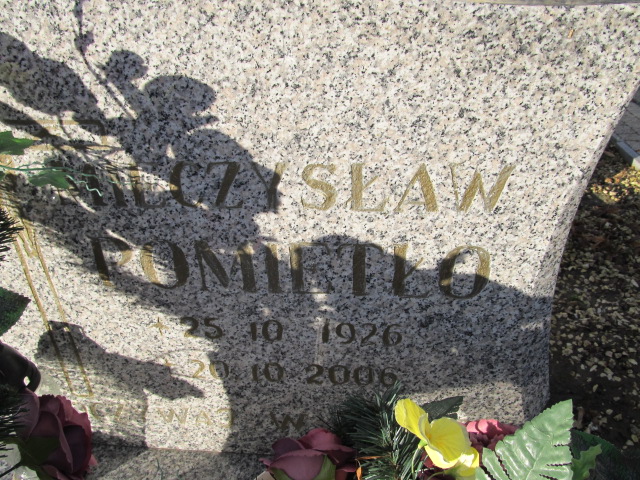 MIECZYSŁAW
POMIETŁO
* 25 10 1926
+ 20 10 2006